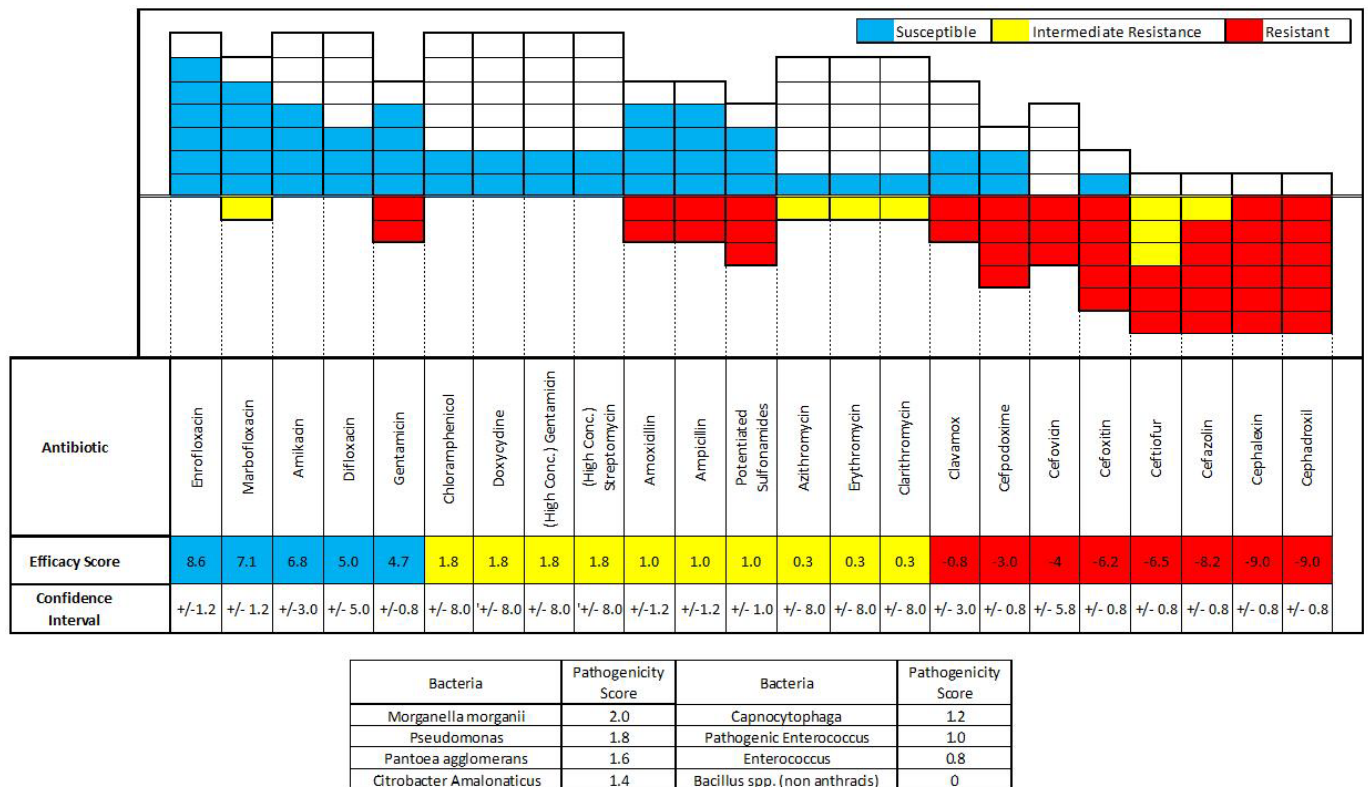 Susceptible Intermediate Resistance Resistant
Antibiotic
Enrofloxacin
Marbofloxacin
Amikacin
Difloxacin
Gentamicin
Chloramphenicol
Doxycydine
(High Conc.) Gentamidn
(High Conc.)
Streptomycin
Amoxidllin
Ampicillin
Potentiated
Sulfonamides
Azithromycin
Erythromycin
Clarithromycin
Clavamox
Cefpodoxime
Cefovicin
Cefoxitin
Ceftiofur
Cefazolin
Cephalexin
Cephadroxil
Efficacy Score 8.6 7.1 6.8 5.0 4.7 1.8 1.8 1.8 1.8 1.0 1.0 1.0 0.3 0.3 0.3 -0.8 -3.0 -4 -6.2 -6.5 -8.2 -9.0 -9.0
Confidence
Interval
+/-1.2 +/- 1.2 +/-3.0 +/- 5.0 +/-0.8 +/- 8.0 '+/- 8.0 +/- 8.0 '+/- 8.0 +/-1.2 +/-1.2 +/- 1.0 +/- 8.0 +/- 8.0 +/- 8.0 +/- 3.0 +/- 0.8 +/- 5.8 +/- 0.8 +/- 0.8 +/- 0.8 +/- 0.8 +/- 0.8
Bacteria Pathogenicity Score Bacteria Pathogenicity Score
Morganella morganii 2.0 Capnocytophaga 1.2
Pseudomonas 1.8 Pathogenic Enterococcus 1.0
Pantoea agglomerans 1.6 Enterococcus 0.8
Citrobacter Amalonaticus 1.4 Bacillus spp. (non anthracis) 0